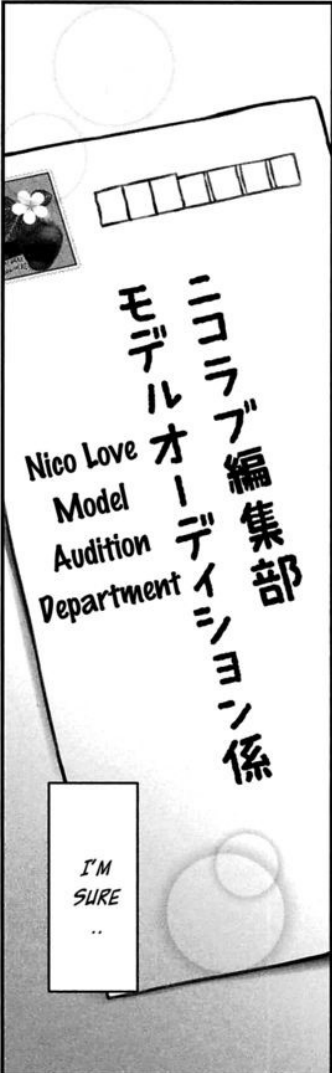 ニコラブ編集部
モデルオーディション係
Nico Love
Model
Audition
Department
I'M
SURE
..